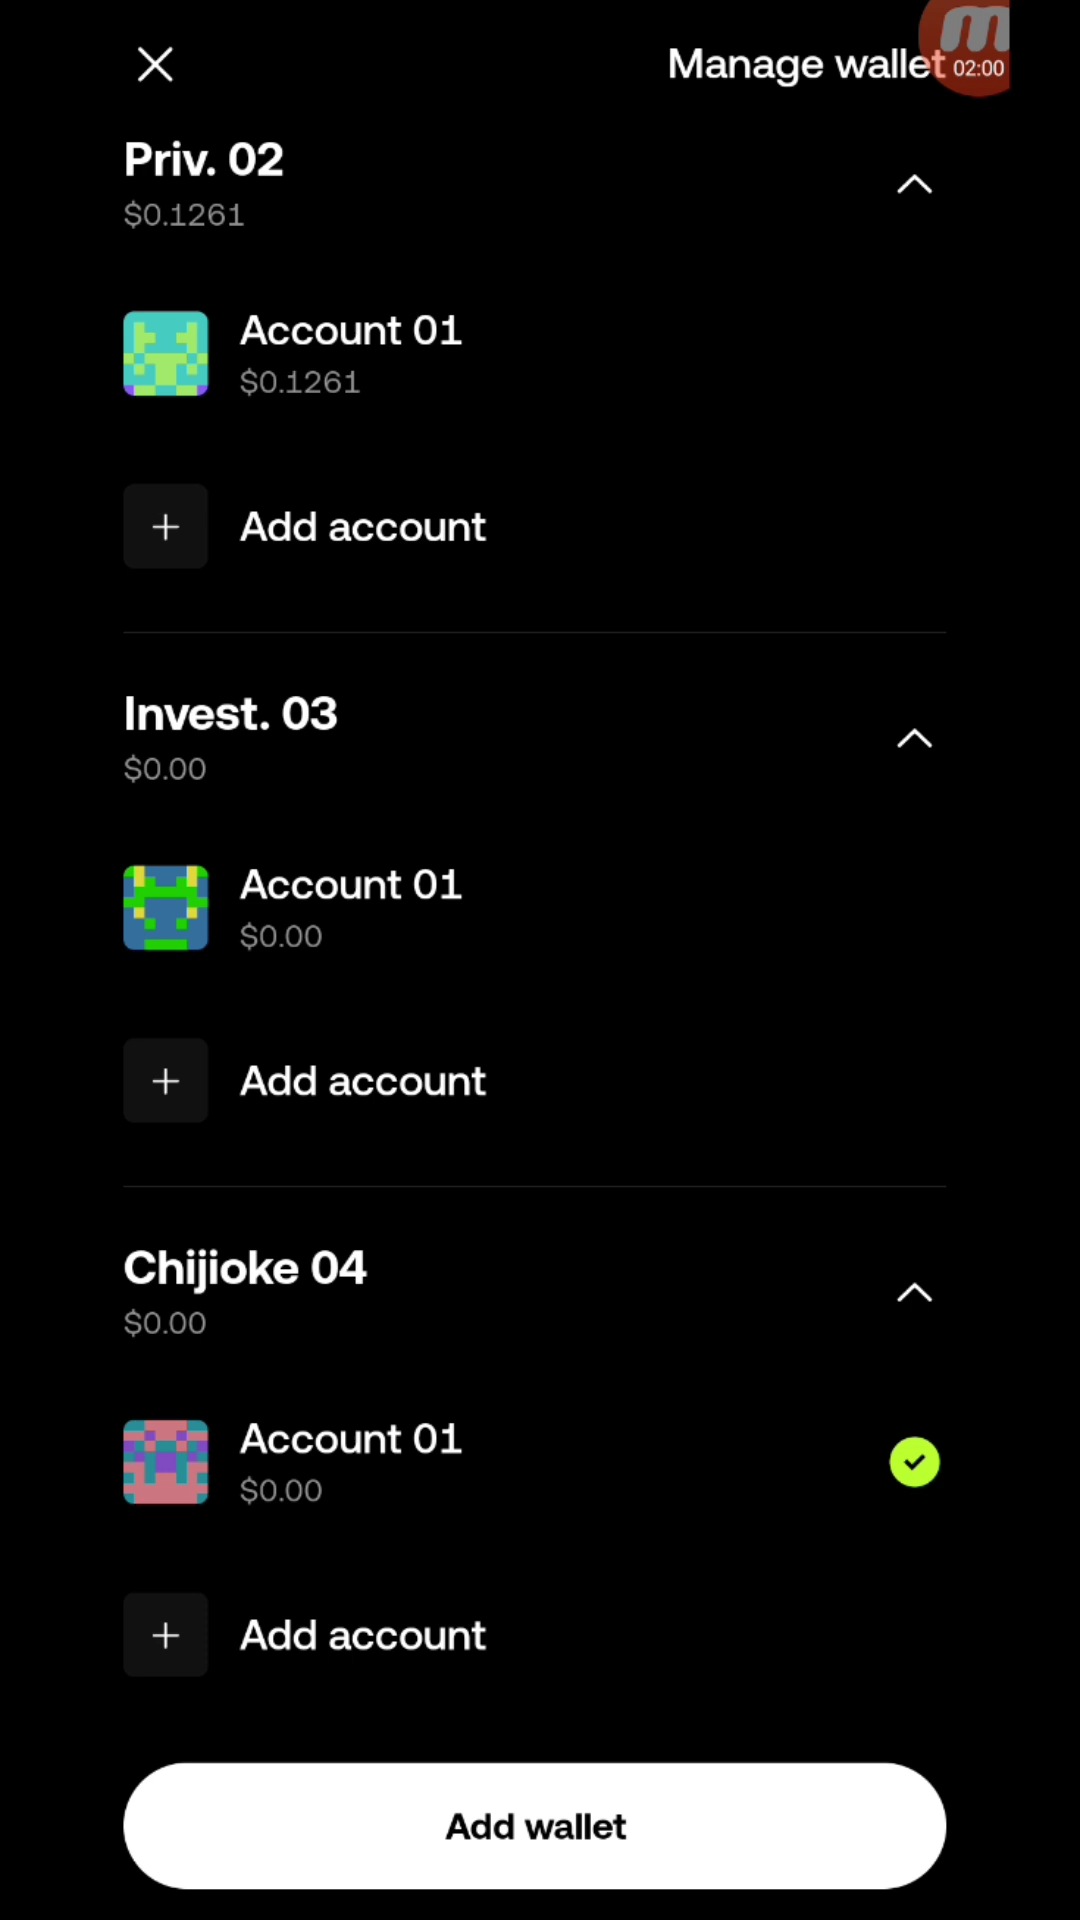 Manage wallet
02:00
Priv. 02
$0.1261
Account 01
$0.1261
Add account
Invest. 03
$0.00
Account 01
$0.00
Add account
Chijioke 04
$0.00
Account 01
$0.00
Add account
Add wallet